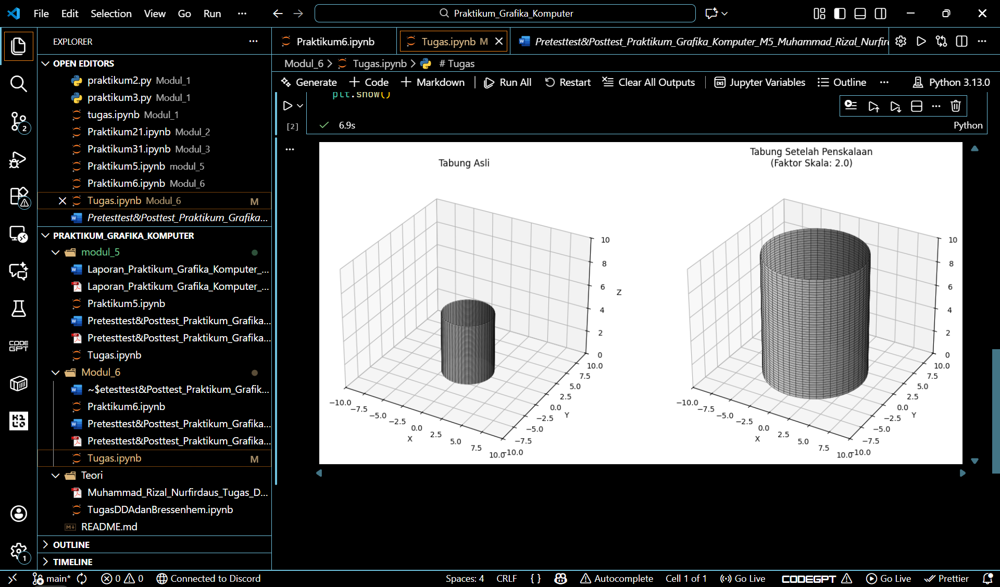 File Edit Selection View Go Run ··· Praktikum_Grafika_Komputer
EXPLORER
OPEN EDITORS
praktikum2.py Modul_1
praktikum3.py Modul_1
tugas.ipynb Modul_1
Praktikum21.ipynb Modul_2
Praktikum31.ipynb Modul_3
Praktikum5.ipynb modul_5
Praktikum6.ipynb Modul_6
Tugas.ipynb Modul_6 M
Pretesttest&Posttest_Praktikum_Grafika...
PRAKTIKUM_GRAFIKA_KOMPUTER
modul_5
Laporan_Praktikum_Grafika_Komputer_...
Laporan_Praktikum_Grafika_Komputer_...
Praktikum5.ipynb
Pretesttest&Posttest_Praktikum_Grafika...
Pretesttest&Posttest_Praktikum_Grafika...
Tugas.ipynb
Modul_6
~$etesttest&Posttest_Praktikum_Grafik...
Praktikum6.ipynb
Pretesttest&Posttest_Praktikum_Grafika...
Pretesttest&Posttest_Praktikum_Grafika...
Tugas.ipynb M
Teori
Muhammad_Rizal_Nurfirdaus_Tugas_D...
TugasDDAdanBressenhem.ipynb
README.md
OUTLINE
TIMELINE
2
CODE
GPT
1
Praktikum6.ipynb Tugas.ipynb M Pretesttest&Posttest_Praktikum_Grafika_Komputer_M5_Muhammad_Rizal_Nurfir
Modul_6 > Tugas.ipynb > # Tugas
Generate + Code + Markdown Run All Restart Clear All Outputs Jupyter Variables Outline ··· Python 3.13.0
plt.show()
[2] 6.9s Python
Tabung Asli
10
8
6
4
2
0
Z
10.0
7.5
5.0
2.5
0.0
−2.5
−5.0
−7.5
−10.0
Y
−10.0
−7.5
−5.0
−2.5
0.0
2.5
5.0
7.5
10.0
X
Tabung Setelah Penskalaan
(Faktor Skala: 2.0)
10
8
6
4
2
0
10.0
7.5
5.0
2.5
0.0
−2.5
−5.0
−7.5
−10.0
Y
−10.0
−7.5
−5.0
−2.5
0.0
2.5
5.0
7.5
10.0
X
main* 0 0 Connected to Discord Spaces: 4 CRLF { } Autocomplete Cell 1 of 1 Go Live CODEGPT Go Live Prettier